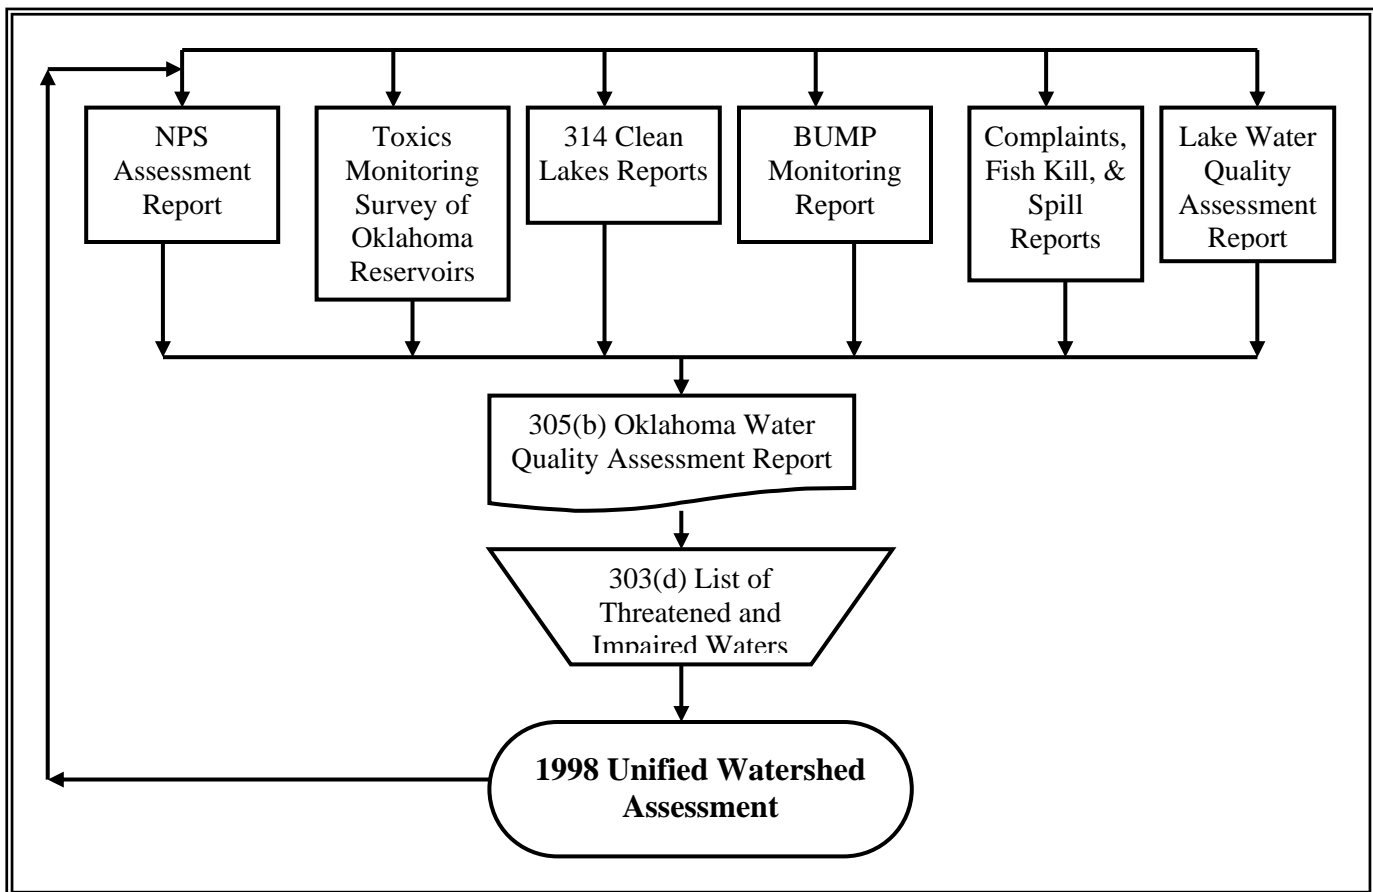 NPS
Assessment
Report
Toxics
Monitoring
Survey of
Oklahoma
Reservoirs
314 Clean
Lakes Reports
BUMP
Monitoring
Report
Complaints,
Fish Kill, &
Spill
Reports
Lake Water
Quality
Assessment
Report
305(b) Oklahoma Water
Quality Assessment Report
303(d) List of
Threatened and
Impaired Waters
1998 Unified Watershed
Assessment